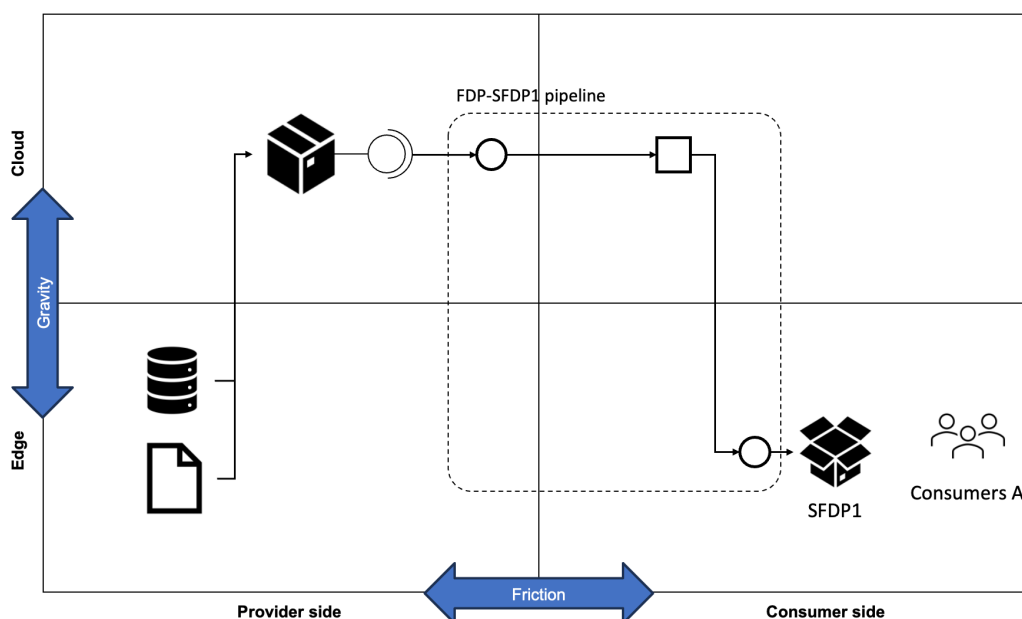 FDP-SFDP1 pipeline
Cloud
Gravity
Edge
SFDP1
Consumers A
Friction
Provider side
Consumer side